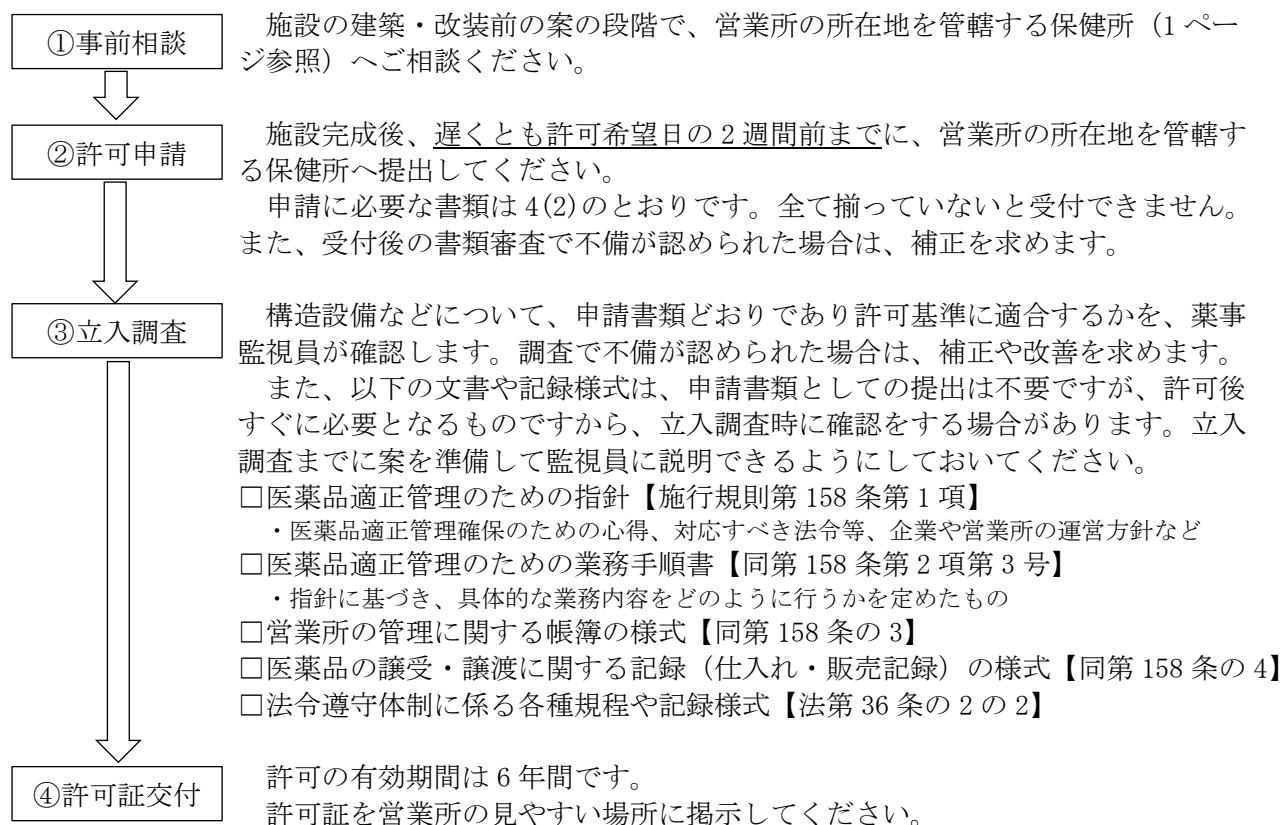 ①事前相談
施設の建築・改装前の案の段階で、営業所の所在地を管轄する保健所（1 ペー
ジ参照）へご相談ください。
②許可申請
施設完成後、遅くとも許可希望日の 2 週間前までに、営業所の所在地を管轄す
る保健所へ提出してください。
申請に必要な書類は 4(2)のとおりです。全て揃っていないと受付できません。
また、受付後の書類審査で不備が認められた場合は、補正を求めます。
③立入調査
構造設備などについて、申請書類どおりであり許可基準に適合するかを、薬事
監視員が確認します。調査で不備が認められた場合は、補正や改善を求めます。
また、以下の文書や記録様式は、申請書類としての提出は不要ですが、許可後
すぐに必要となるものですから、立入調査時に確認をする場合があります。立入
調査までに案を準備して監視員に説明できるようにしておいてください。
□医薬品適正管理のための指針【施行規則第 158 条第 1 項】
・医薬品適正管理確保のための心得、対応すべき法令等、企業や営業所の運営方針など
□医薬品適正管理のための業務手順書【同第 158 条第 2 項第 3 号】
・指針に基づき、具体的な業務内容をどのように行うかを定めたもの
□営業所の管理に関する帳簿の様式【同第 158 条の 3】
□医薬品の譲受・譲渡に関する記録（仕入れ・販売記録）の様式【同第 158 条の 4】
□法令遵守体制に係る各種規程や記録様式【法第 36 条の 2 の 2】
④許可証交付
許可の有効期間は 6 年間です。
許可証を営業所の見やすい場所に掲示してください。